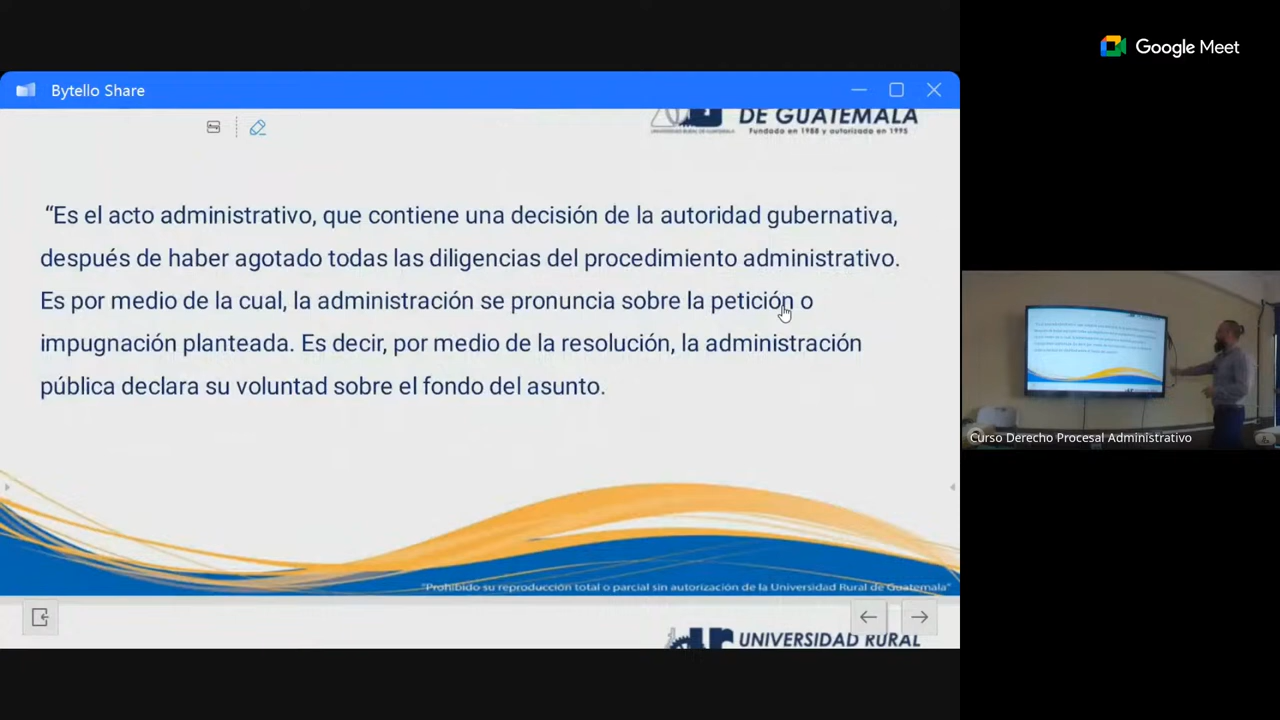 Google Meet
Bytello Share
DE GUATEMALA
Fundado en 1988 y autorizado en 1995
“Es el acto administrativo, que contiene una decisión de la autoridad gubernativa,
después de haber agotado todas las diligencias del procedimiento administrativo.
Es por medio de la cual, la administración se pronuncia sobre la petición o
impugnación planteada. Es decir, por medio de la resolución, la administración
pública declara su voluntad sobre el fondo del asunto.
Curso Derecho Procesal Administrativo
"Prohibido su reproducción total o parcial sin autorización de la Universidad Rural de Guatemala"
UNIVERSIDAD RURAL